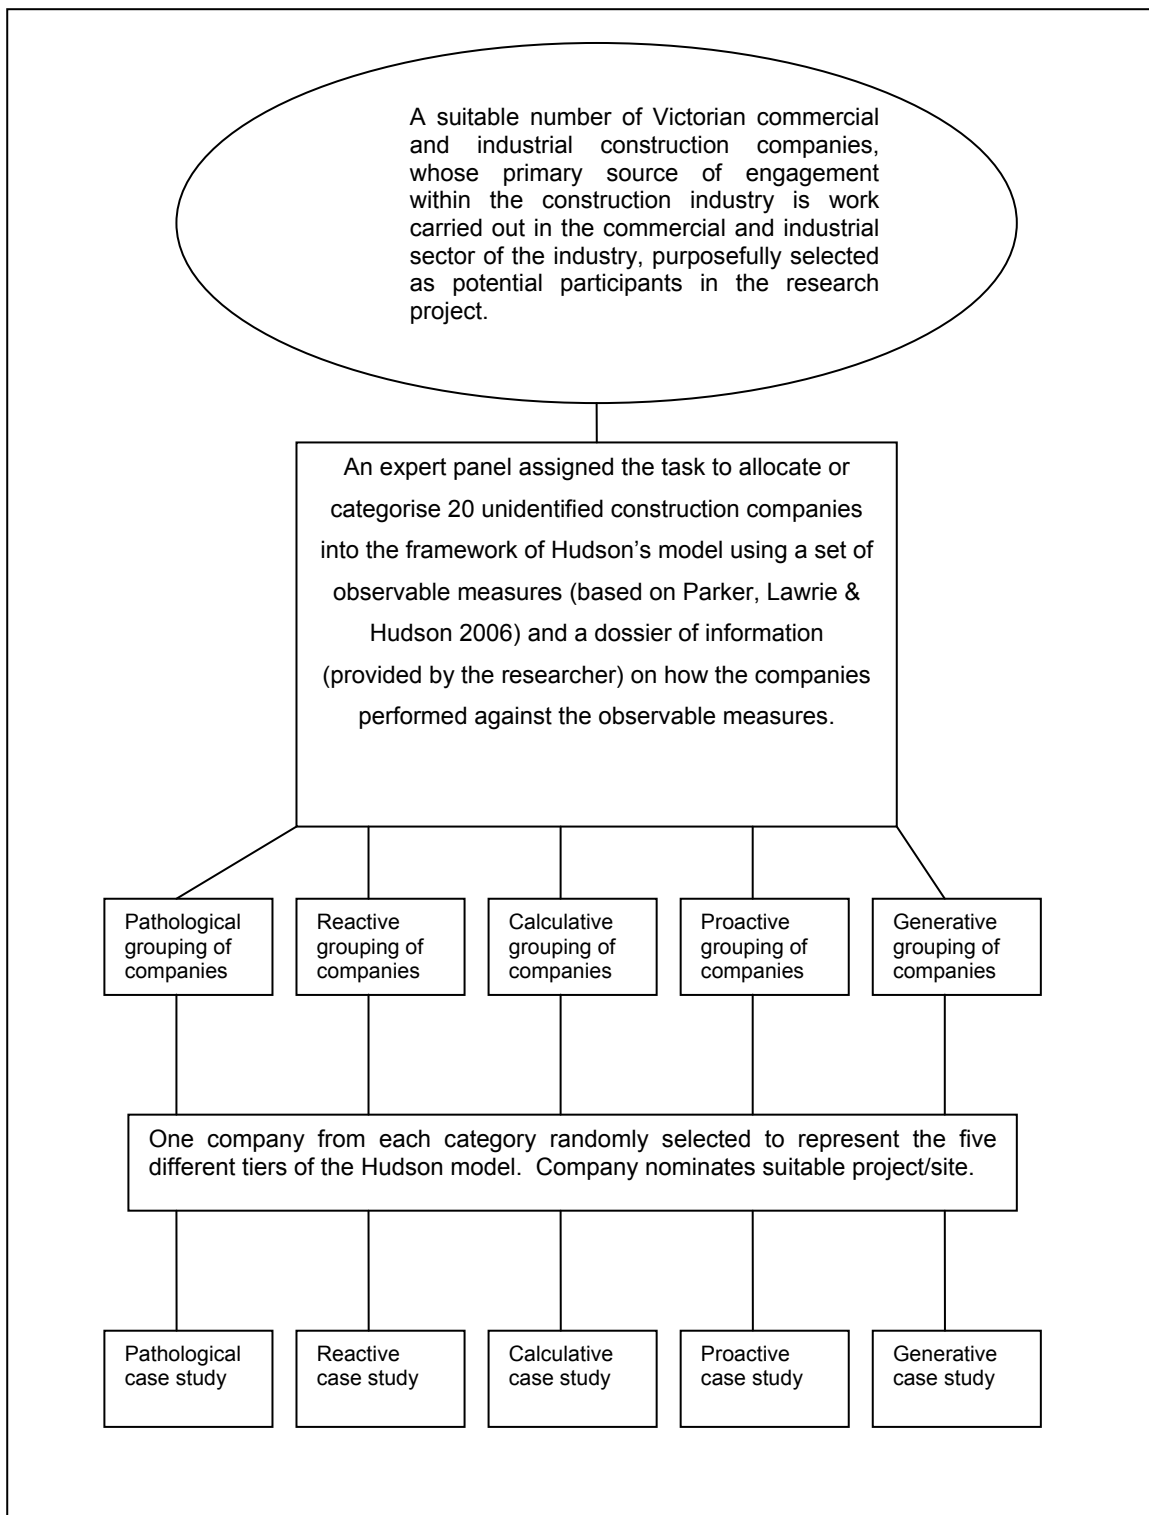 A suitable number of Victorian commercial
and industrial construction companies,
whose primary source of engagement
within the construction industry is work
carried out in the commercial and industrial
sector of the industry, purposefully selected
as potential participants in the research
project.
An expert panel assigned the task to allocate or
categorise 20 unidentified construction companies
into the framework of Hudson’s model using a set of
observable measures (based on Parker, Lawrie &
Hudson 2006) and a dossier of information
(provided by the researcher) on how the companies
performed against the observable measures.
Pathological
grouping of
companies
Reactive
grouping of
companies
Calculative
grouping of
companies
Proactive
grouping of
companies
Generative
grouping of
companies
One company from each category randomly selected to represent the five
different tiers of the Hudson model.  Company nominates suitable project/site.
Pathological
case study
Reactive
case study
Calculative
case study
Proactive
case study
Generative
case study